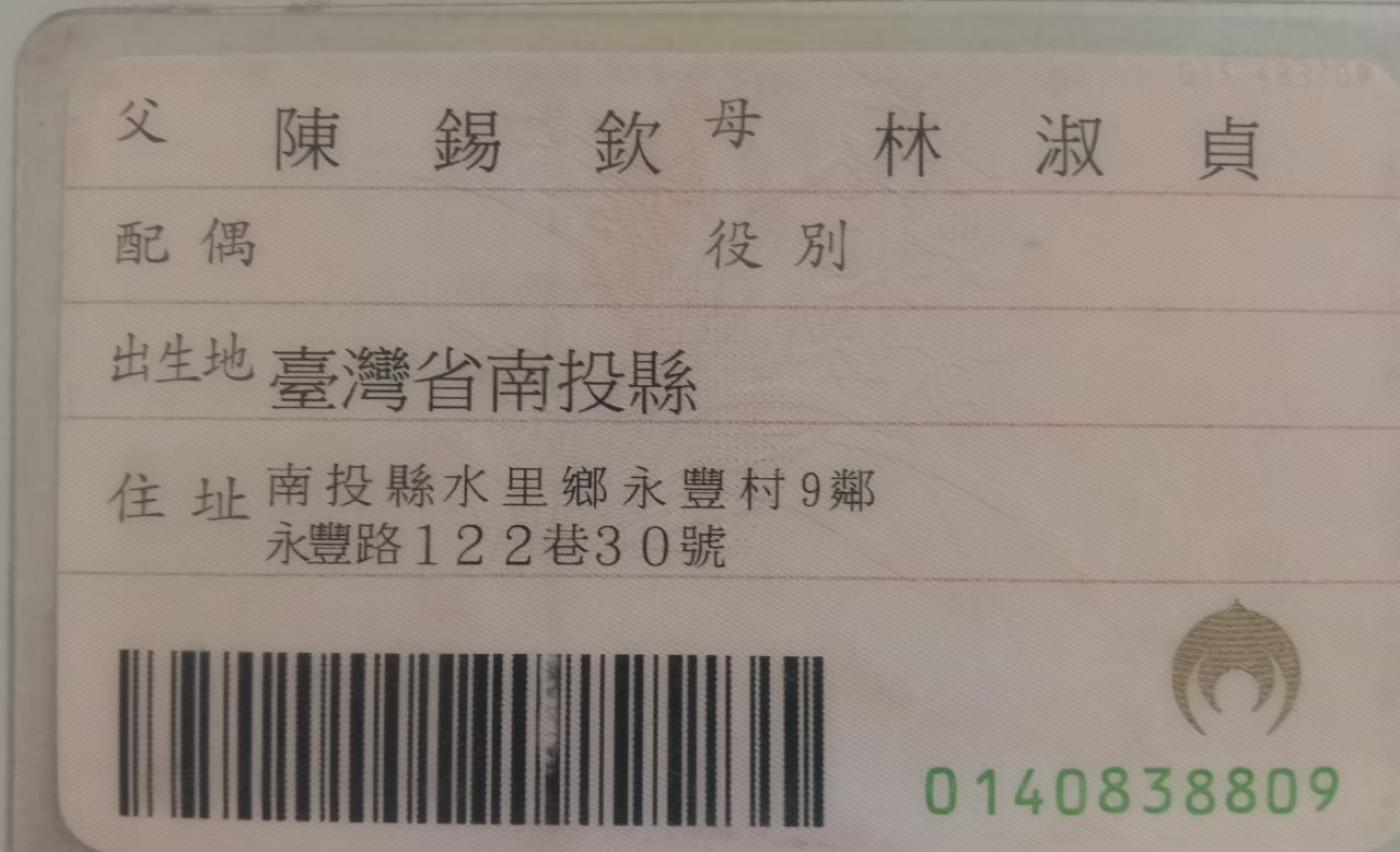 父 陳錫欽 母 林淑貞
配偶 役別
出生地 臺灣省南投縣
住址 南投縣水里鄉永豐村9鄰
永豐路122巷30號
0140838809